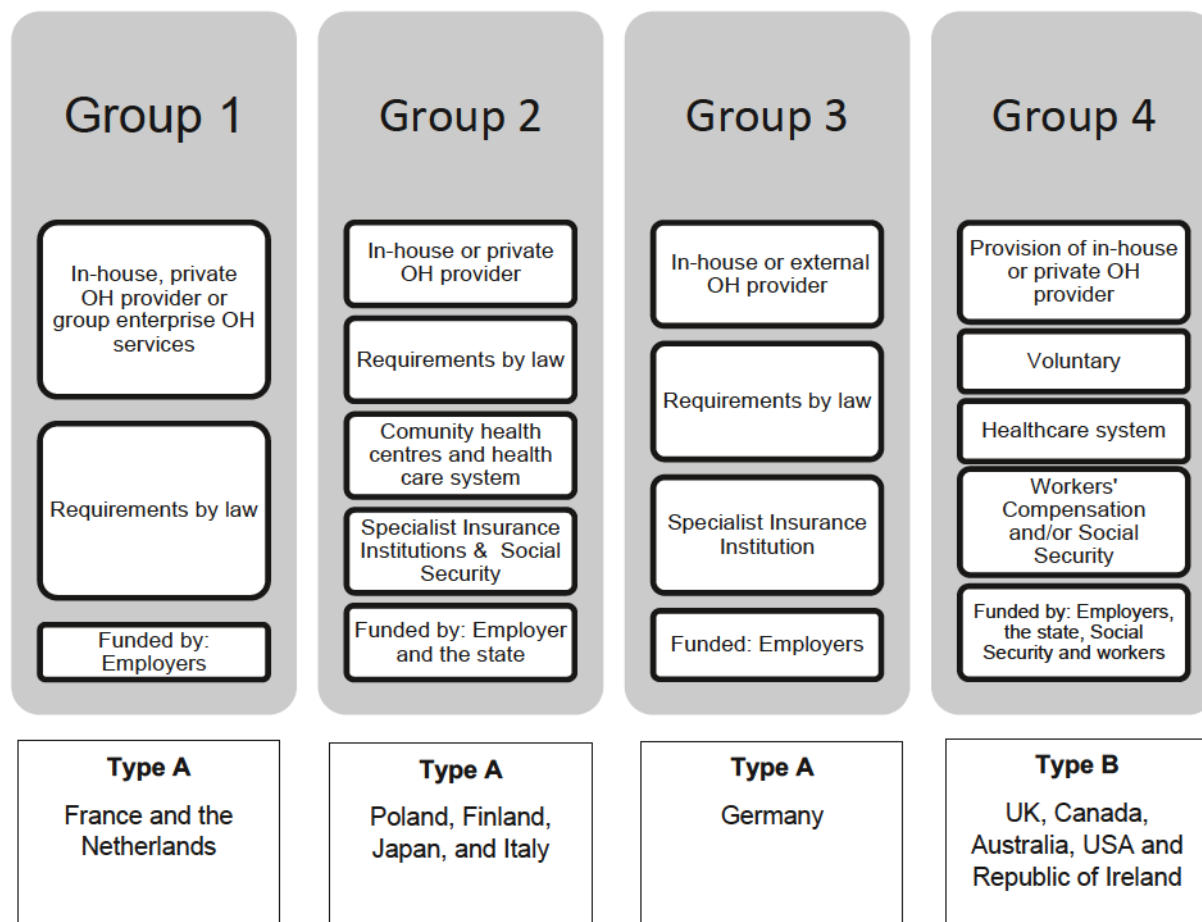 Group 1
In-house, private
OH provider or
group enterprise OH
services
Requirements by law
Funded by:
Employers
Type A
France and the
Netherlands
Group 2
In-house or private
OH provider
Requirements by law
Comunity health
centres and health
care system
Specialist Insurance
Institutions & Social
Security
Funded by: Employer
and the state
Type A
Poland, Finland,
Japan, and Italy
Group 3
In-house or external
OH provider
Requirements by law
Specialist Insurance
Institution
Funded: Employers
Type A
Germany
Group 4
Provision of in-house
or private OH
provider
Voluntary
Healthcare system
Workers'
Compensation
and/or Social
Security
Funded by: Employers,
the state, Social
Security and workers
Type B
UK, Canada,
Australia, USA and
Republic of Ireland